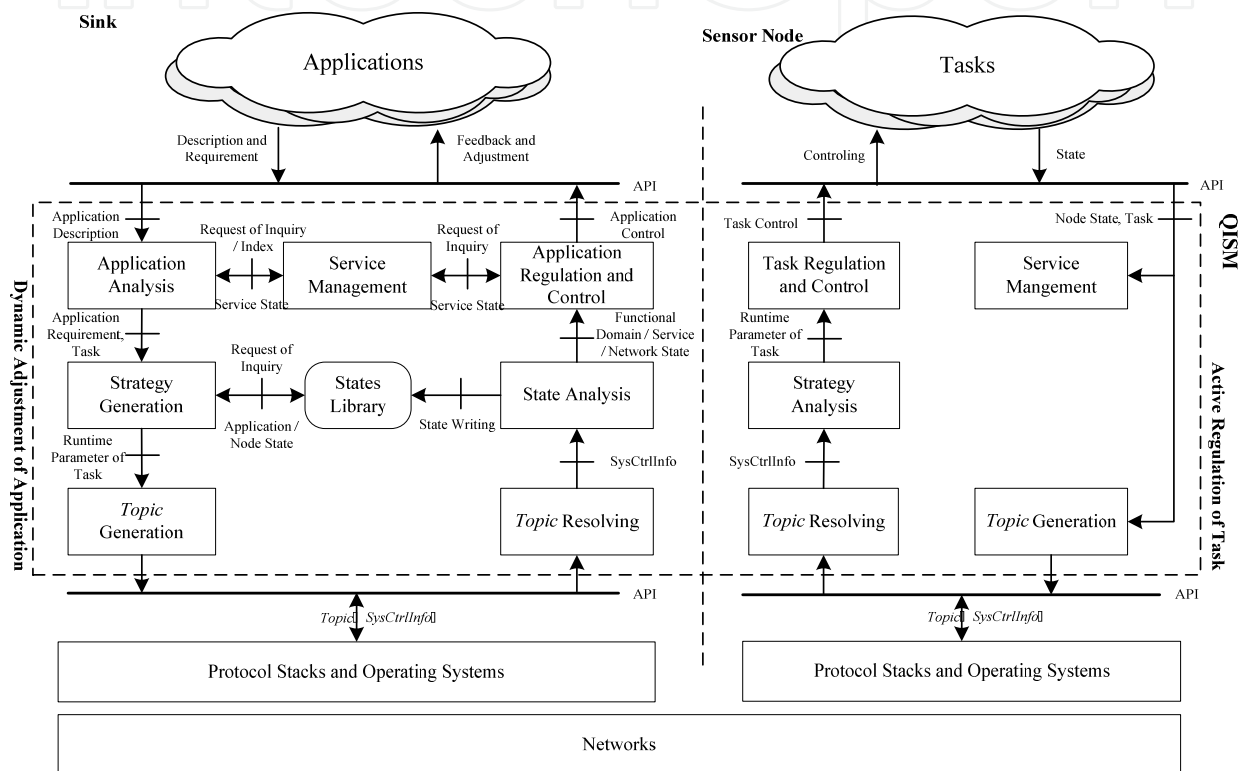 Sink
Sensor Node
Applications
Tasks
Description and
Requirement
Feedback and
Adjustment
Controling
State
API
API
Application
Description
Request of Inquiry
/ Index
Request of
Inquiry
Application
Control
Task Control
Node State, Task
QISM
Application
Analysis
Service
Management
Application
Regulation and
Control
Task Regulation
and Control
Service
Mangement
Service State
Service State
Dynamic Adjustment of Application
Application
Requirement,
Task
Request of
Inquiry
Functional
Domain / Service
/ Network State
Runtime
Parameter of
Task
Strategy
Generation
States
Library
State Analysis
Strategy
Analysis
Active Regulation of Task
Application /
Node State
State Writing
Runtime
Parameter of
Task
SysCtrlInfo
SysCtrlInfo
Topic
Generation
Topic Resolving
Topic Resolving
Topic Generation
API
API
Topic SysCtrlInfo
Topic SysCtrlInfo
Protocol Stacks and Operating Systems
Protocol Stacks and Operating Systems
Networks